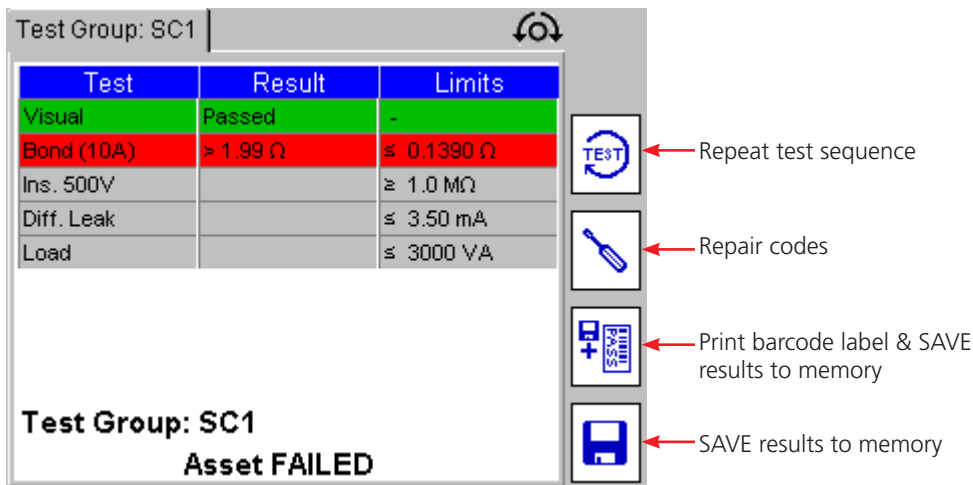 Test Group: SC1
Test Result Limits
Visual Passed -
Bond (10A) > 1.99 Ω ≤ 0.1390 Ω
Ins. 500V ≥ 1.0 MΩ
Diff. Leak ≤ 3.50 mA
Load ≤ 3000 VA
TEST
Repeat test sequence
Repair codes
PASS
Print barcode label & SAVE
results to memory
Test Group: SC1
Asset FAILED
SAVE results to memory